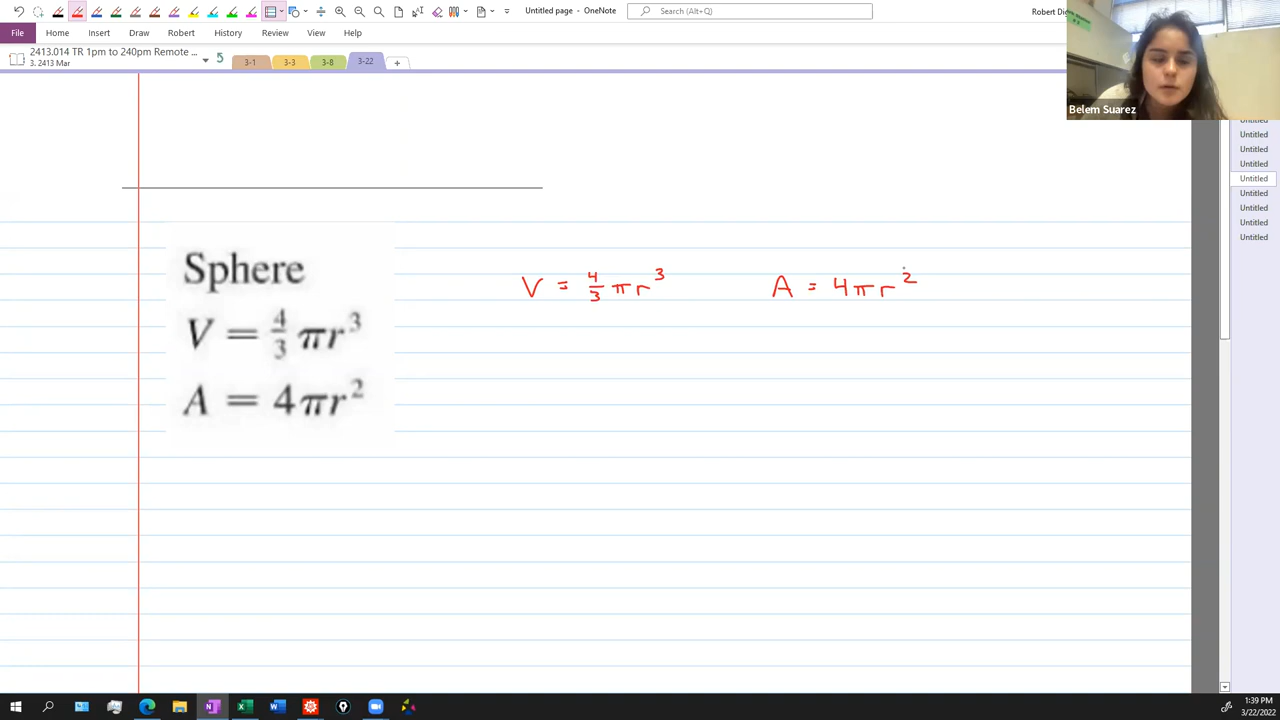 Untitled page - OneNote
Search (Alt+Q)
File
Home
Insert
Draw
Robert
History
Review
View
Help
2413.014 TR 1pm to 240pm Remote ...
3. 2413 Mar
3-1
3-3
3-8
3-22
+
Belem Suarez
Untitled
Untitled
Untitled
Untitled
Untitled
Untitled
Untitled
Untitled
Untitled
Sphere
V = 4/3 πr³
A = 4πr²
V = 4/3 πr³
A = 4πr²
1:39 PM
3/22/2022